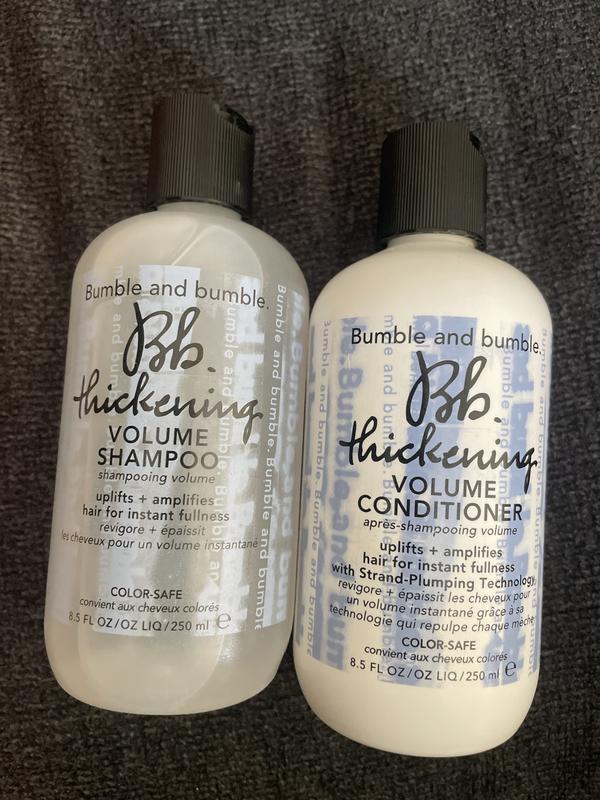 Bumble and bumble.
Bb.
thickening
VOLUME
SHAMPOO
shampooing volume
uplifts + amplifies
hair for instant fullness
revigore + épaissit
les cheveux pour un volume instantané
COLOR-SAFE
convient aux cheveux colorés
8.5 FL OZ/OZ LIQ/250 ml e
Bumble and bumble.
Bb.
thickening
VOLUME
CONDITIONER
après-shampooing volume
uplifts + amplifies
hair for instant fullness
with Strand-Plumping Technology
revigore + épaissit les cheveux pour
un volume instantané grâce à sa
technologie qui repulpe chaque mèche
COLOR-SAFE
convient aux cheveux colorés
8.5 FL OZ/OZ LIQ/250 ml e